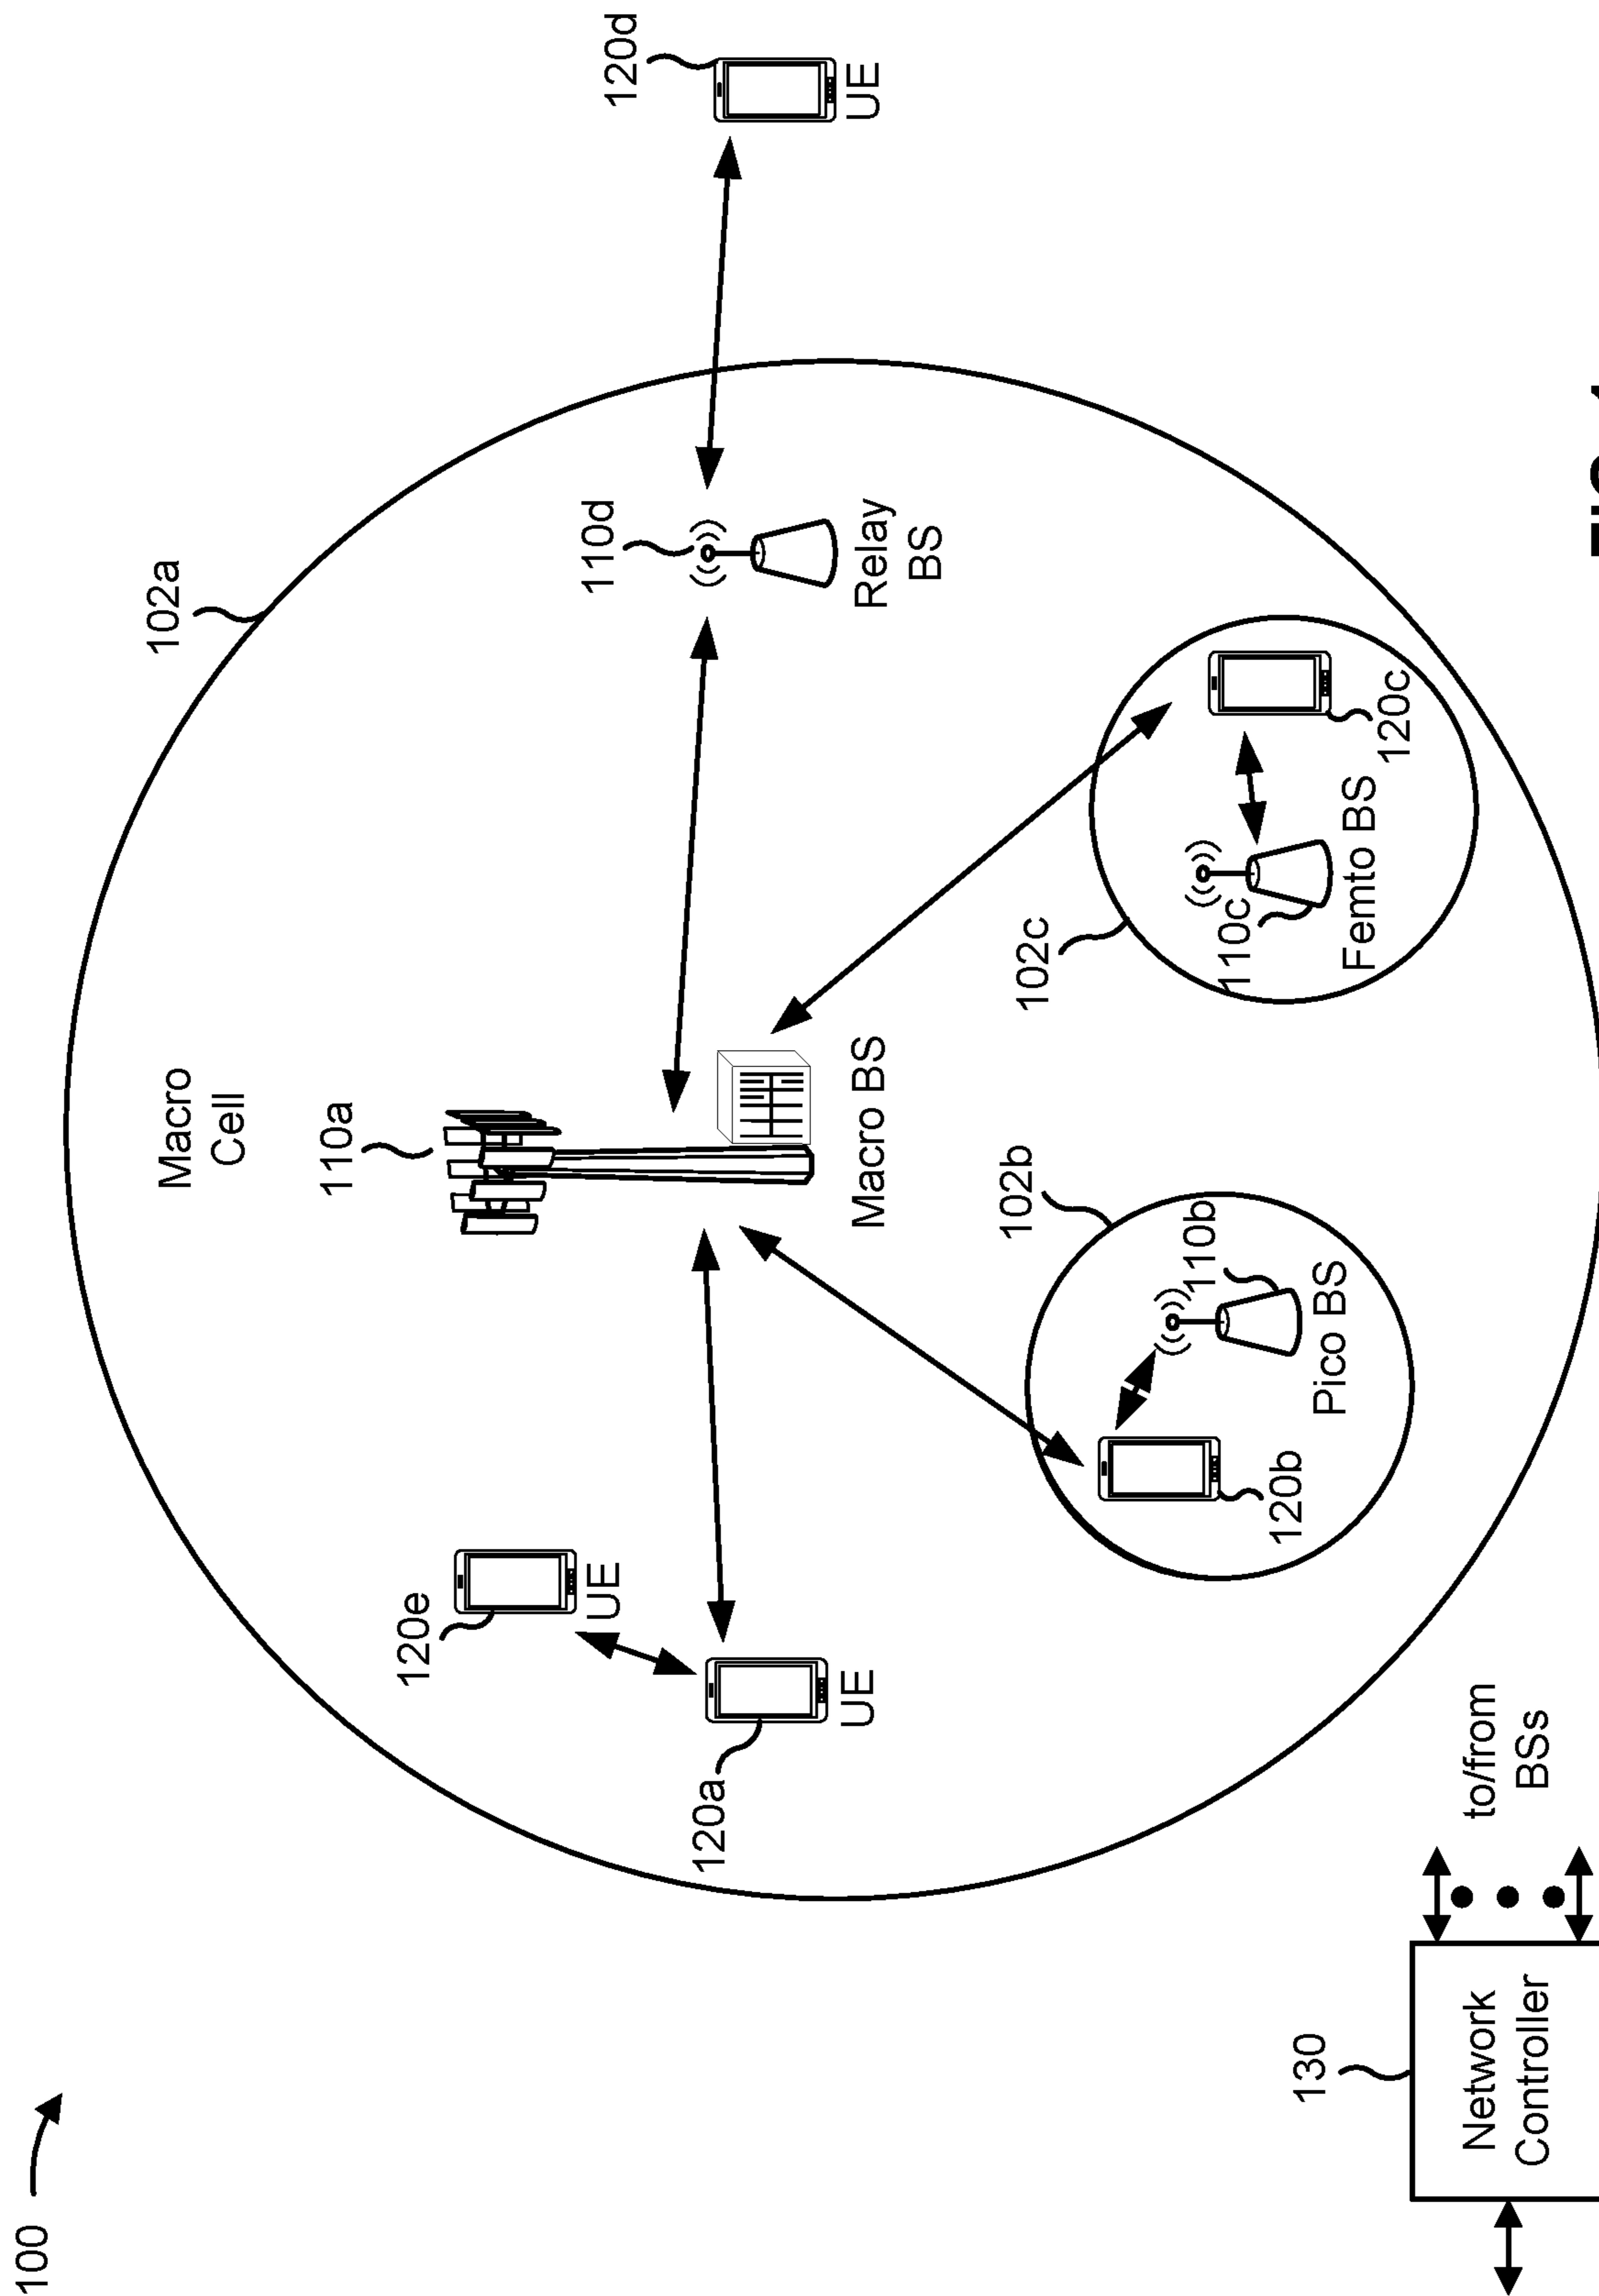 100
102a
Macro
Cell
110a
120e
UE
110d
120d
120a
UE
Macro BS
Relay
BS
UE
102b
102c
110b
110c
120b
Pico BS
Femto BS
120c
130
Network
Controller
to/from
BSs